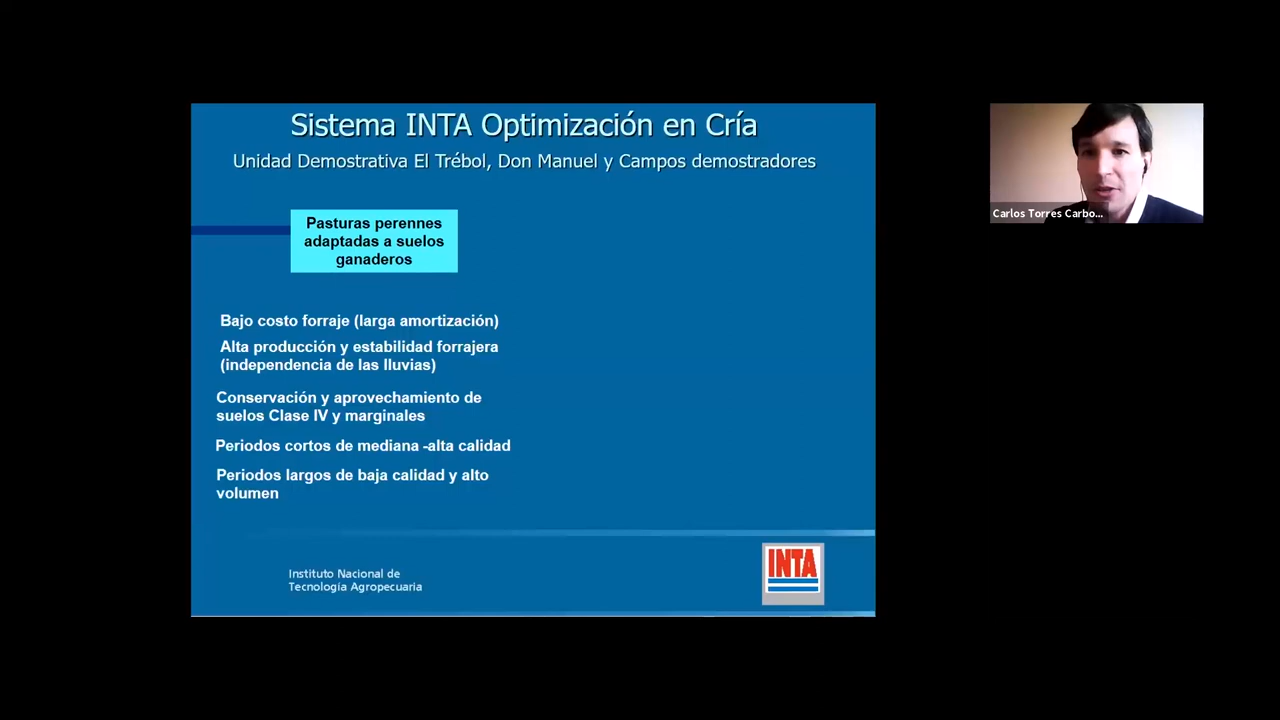 Sistema INTA Optimización en Cría
Unidad Demostrativa El Trébol, Don Manuel y Campos demostradores
Pasturas perennes
adaptadas a suelos
ganaderos
Bajo costo forraje (larga amortización)
Alta producción y estabilidad forrajera
(independencia de las lluvias)
Conservación y aprovechamiento de
suelos Clase IV y marginales
Periodos cortos de mediana -alta calidad
Periodos largos de baja calidad y alto
volumen
Instituto Nacional de
Tecnología Agropecuaria
INTA
Carlos Torres Carbo...